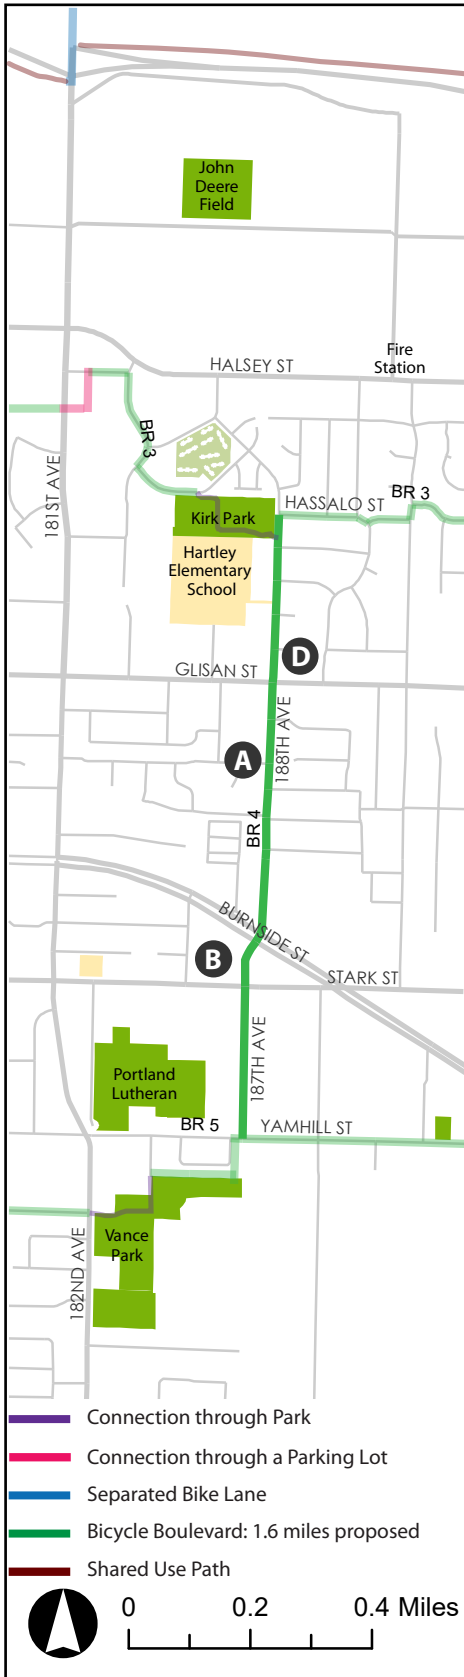 John
Deere
Field
HALSEY ST
Fire
Station
BR 3
181ST AVE
HASSALO ST
BR 3
Kirk Park
Hartley
Elementary
School
D
GLISAN ST
188TH AVE
A
BR 4
BURNSIDE ST
B
STARK ST
187TH AVE
Portland
Lutheran
BR 5
YAMHILL ST
Vance
Park
182ND AVE
Connection through Park
Connection through a Parking Lot
Separated Bike Lane
Bicycle Boulevard: 1.6 miles proposed
Shared Use Path
0 0.2 0.4 Miles